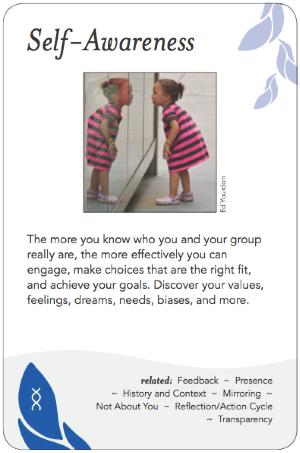 Self-Awareness
Ed Yourdon
The more you know who you and your group
really are, the more effectively you can
engage, make choices that are the right fit,
and achieve your goals. Discover your values,
feelings, dreams, needs, biases, and more.
related: Feedback ~ Presence
~ History and Context ~ Mirroring ~
Not About You ~ Reflection/Action Cycle
~ Transparency